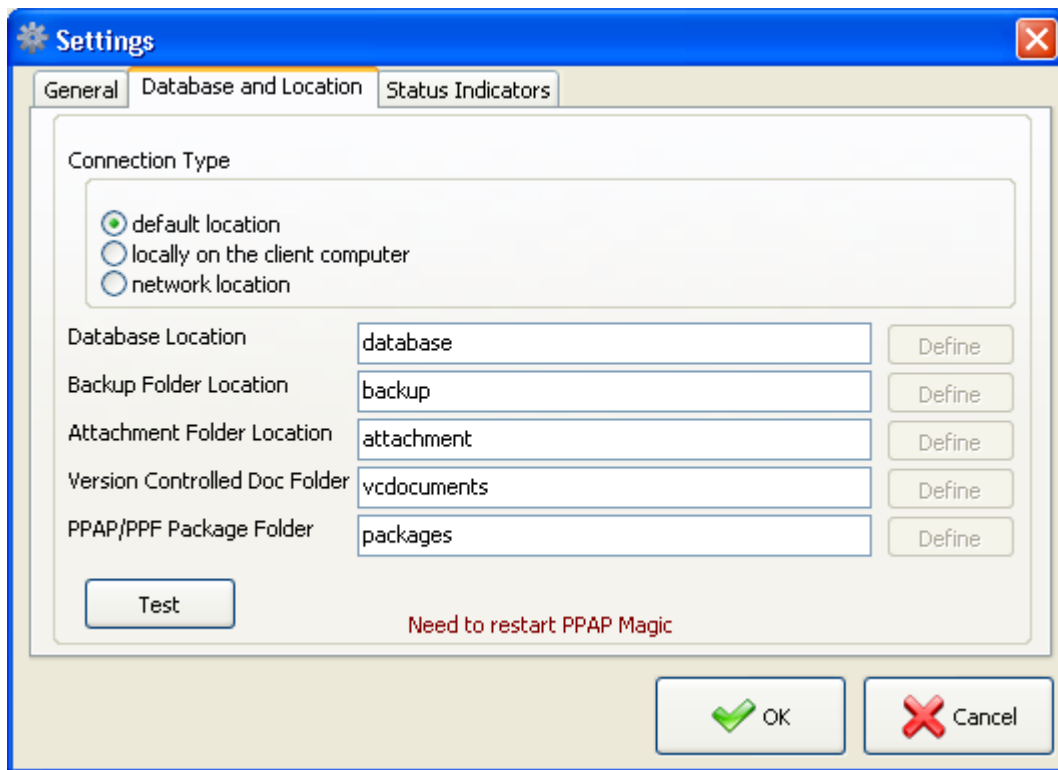 Settings
General
Database and Location
Status Indicators
Connection Type
default location
locally on the client computer
network location
Database Location
database
Define
Backup Folder Location
backup
Define
Attachment Folder Location
attachment
Define
Version Controlled Doc Folder
vcdocuments
Define
PPAP/PPF Package Folder
packages
Define
Test
Need to restart PPAP Magic
OK
Cancel